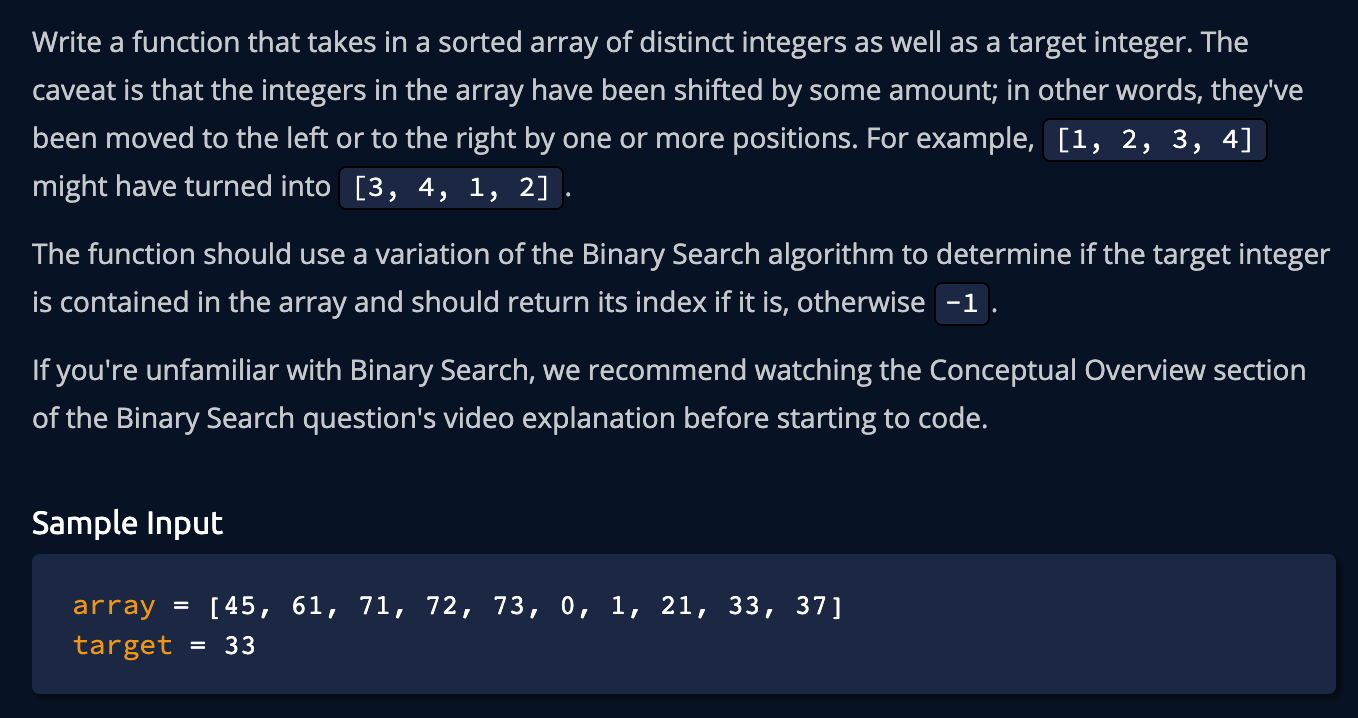 Write a function that takes in a sorted array of distinct integers as well as a target integer. The
caveat is that the integers in the array have been shifted by some amount; in other words, they've
been moved to the left or to the right by one or more positions. For example, [1, 2, 3, 4]
might have turned into [3, 4, 1, 2].
The function should use a variation of the Binary Search algorithm to determine if the target integer
is contained in the array and should return its index if it is, otherwise -1.
If you're unfamiliar with Binary Search, we recommend watching the Conceptual Overview section
of the Binary Search question's video explanation before starting to code.
Sample Input
array = [45, 61, 71, 72, 73, 0, 1, 21, 33, 37]
target = 33